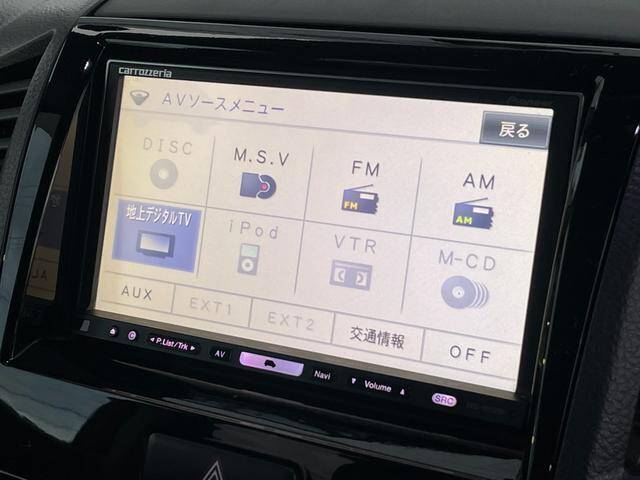 carrozzeria
AVソースメニュー
Pioneer
戻る
DISC
M.S.V
FM
AM
FM
AM
地上デジタルTV
iPod
VTR
M-CD
AUX
EXT1
EXT2
交通情報
OFF
◀ P.List/Trk ▶
AV
Navi
▼ Volume ▲
SRC